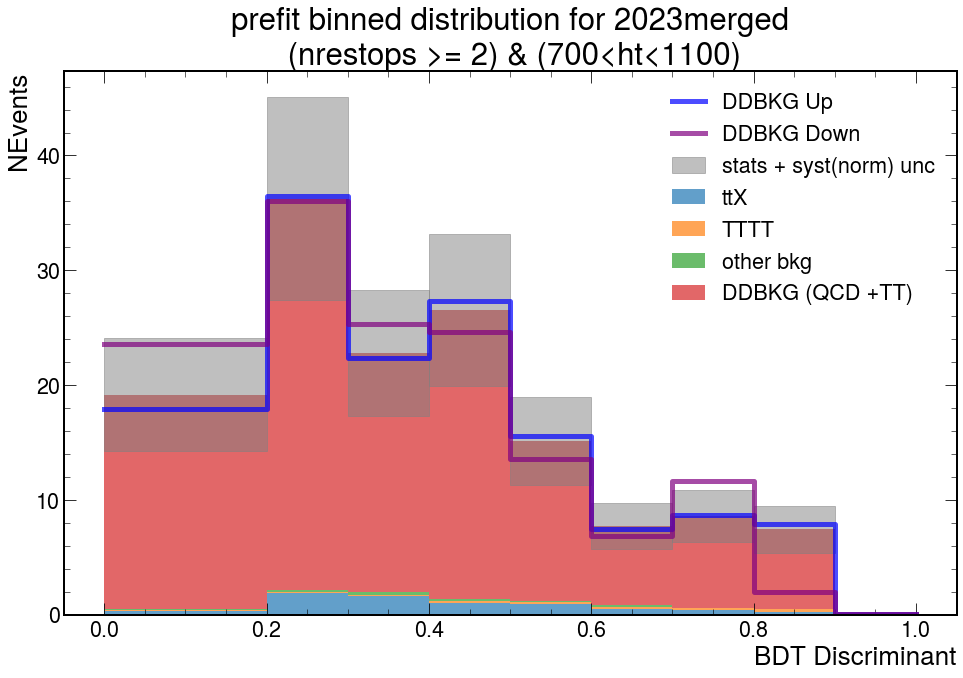 prefit binned distribution for 2023merged
(nrestops >= 2) & (700<ht<1100)
NEvents
DDBKG Up
DDBKG Down
stats + syst(norm) unc
ttX
TTTT
other bkg
DDBKG (QCD +TT)
40
30
20
10
0
0.0 0.2 0.4 0.6 0.8 1.0
BDT Discriminant